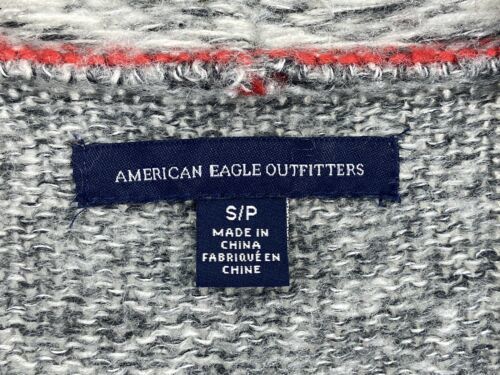 AMERICAN EAGLE OUTFITTERS
S/P
MADE IN
CHINA
FABRIQUÉ EN
CHINE